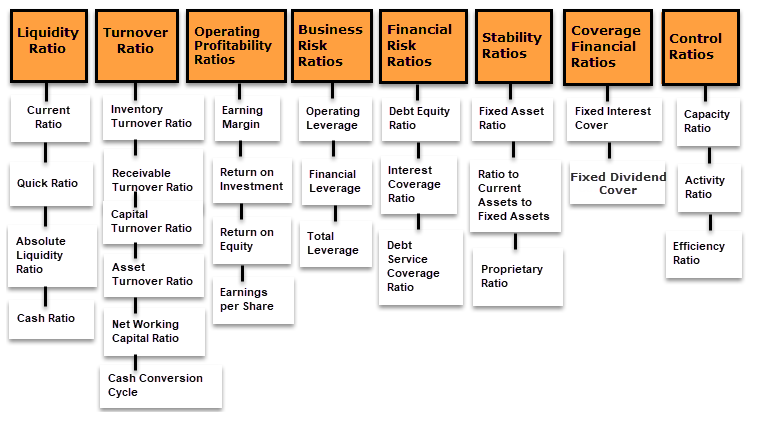 Liquidity
Ratio
Current
Ratio
Quick Ratio
Absolute
Liquidity
Ratio
Cash Ratio
Turnover
Ratio
Inventory
Turnover Ratio
Receivable
Turnover Ratio
Capital
Turnover Ratio
Asset
Turnover Ratio
Net Working
Capital Ratio
Cash Conversion
Cycle
Operating
Profitability
Ratios
Earning
Margin
Return on
Investment
Return on
Equity
Earnings
per Share
Business
Risk
Ratios
Operating
Leverage
Financial
Leverage
Total
Leverage
Financial
Risk
Ratios
Debt Equity
Ratio
Interest
Coverage
Ratio
Debt
Service
Coverage
Ratio
Stability
Ratios
Fixed Asset
Ratio
Ratio to
Current
Assets to
Fixed Assets
Proprietary
Ratio
Coverage
Financial
Ratios
Fixed Interest
Cover
Fixed Dividend
Cover
Control
Ratios
Capacity
Ratio
Activity
Ratio
Efficiency
Ratio